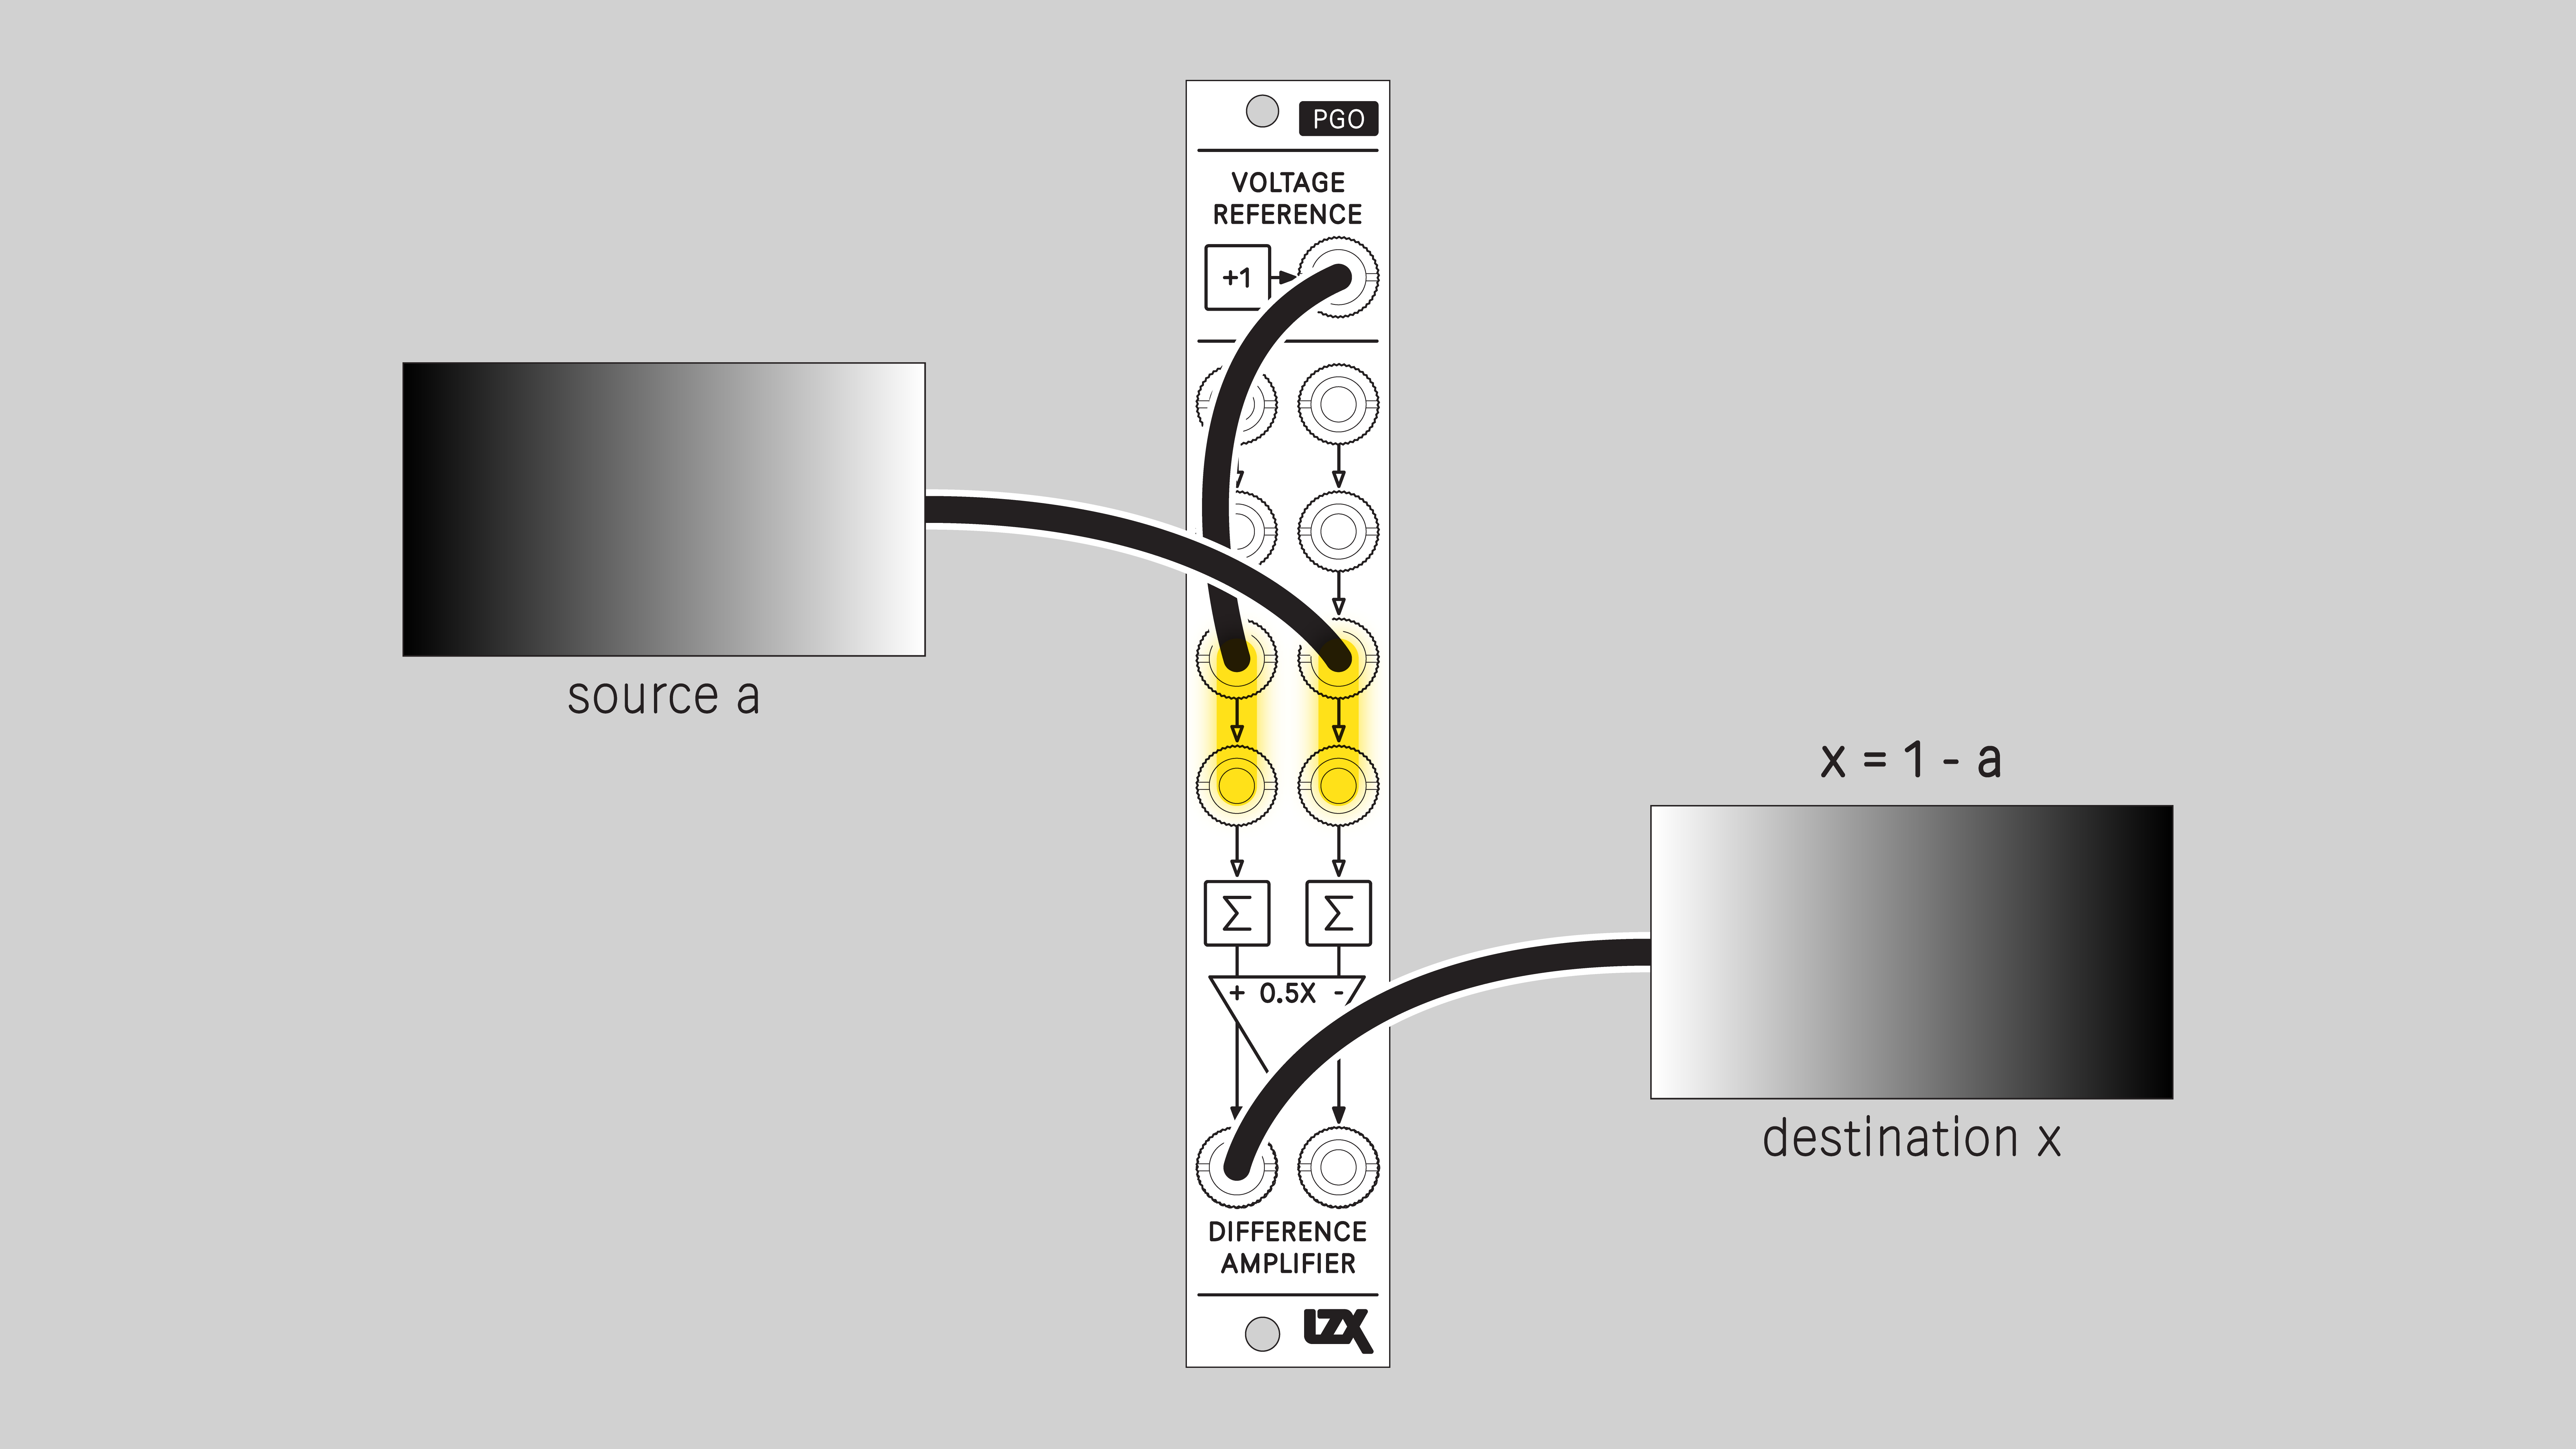 PGO
VOLTAGE
REFERENCE
+1
source a
x = 1 - a
Σ Σ
+ 0.5X -
destination x
DIFFERENCE
AMPLIFIER
LZX